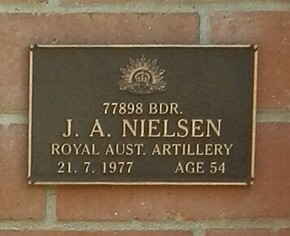 77898 BDR.
J. A. NIELSEN
ROYAL AUST. ARTILLERY
21. 7. 1977 AGE 54